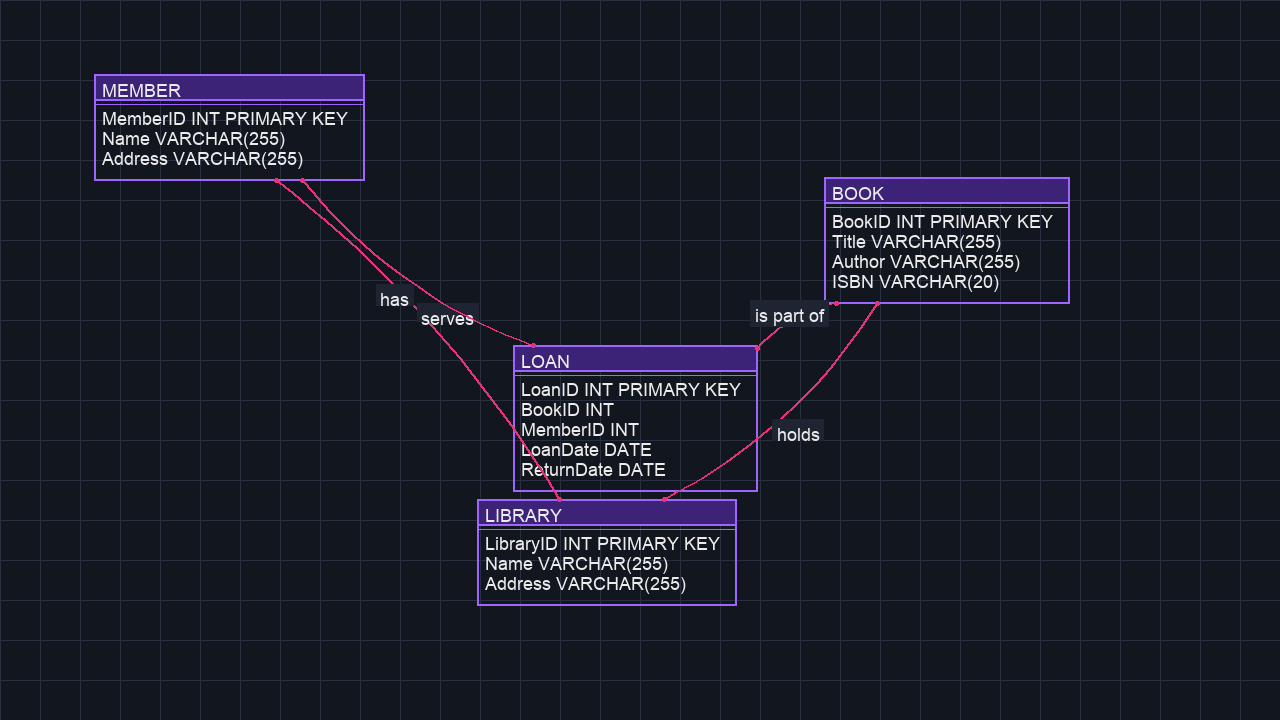 MEMBER
MemberID INT PRIMARY KEY
Name VARCHAR(255)
Address VARCHAR(255)
BOOK
BookID INT PRIMARY KEY
Title VARCHAR(255)
Author VARCHAR(255)
ISBN VARCHAR(20)
has
serves
is part of
LOAN
LoanID INT PRIMARY KEY
BookID INT
MemberID INT
LoanDate DATE
ReturnDate DATE
holds
LIBRARY
LibraryID INT PRIMARY KEY
Name VARCHAR(255)
Address VARCHAR(255)